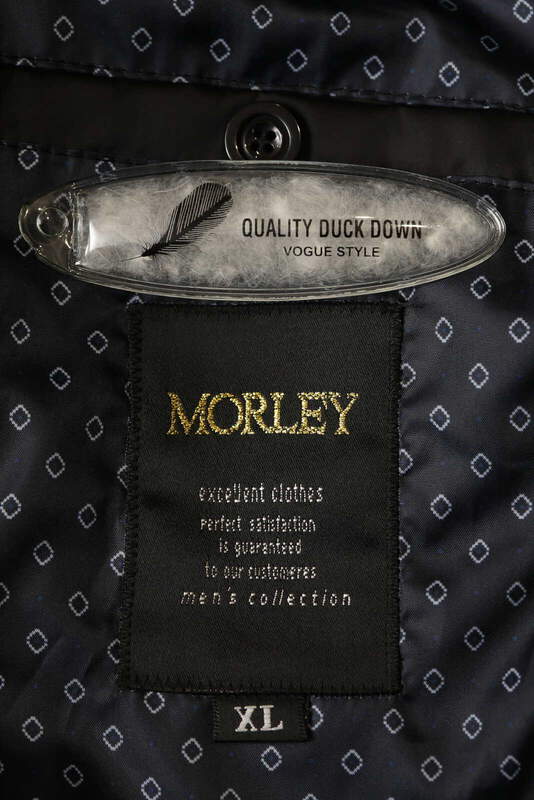 QUALITY DUCK DOWN
VOGUE STYLE
MORLEY
excellent clothes
perfect satisfaction
is guaranteed
to our customeres
men's collection
XL